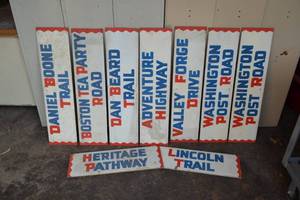 DANIEL BOONE
TRAIL
BOSTON TEA PARTY
ROAD
DAN BEARD
TRAIL
ADVENTURE
HIGHWAY
VALLEY FORGE
DRIVE
WASHINGTON
POST ROAD
WASHINGTON
POST ROAD
HERITAGE
PATHWAY
LINCOLN
TRAIL